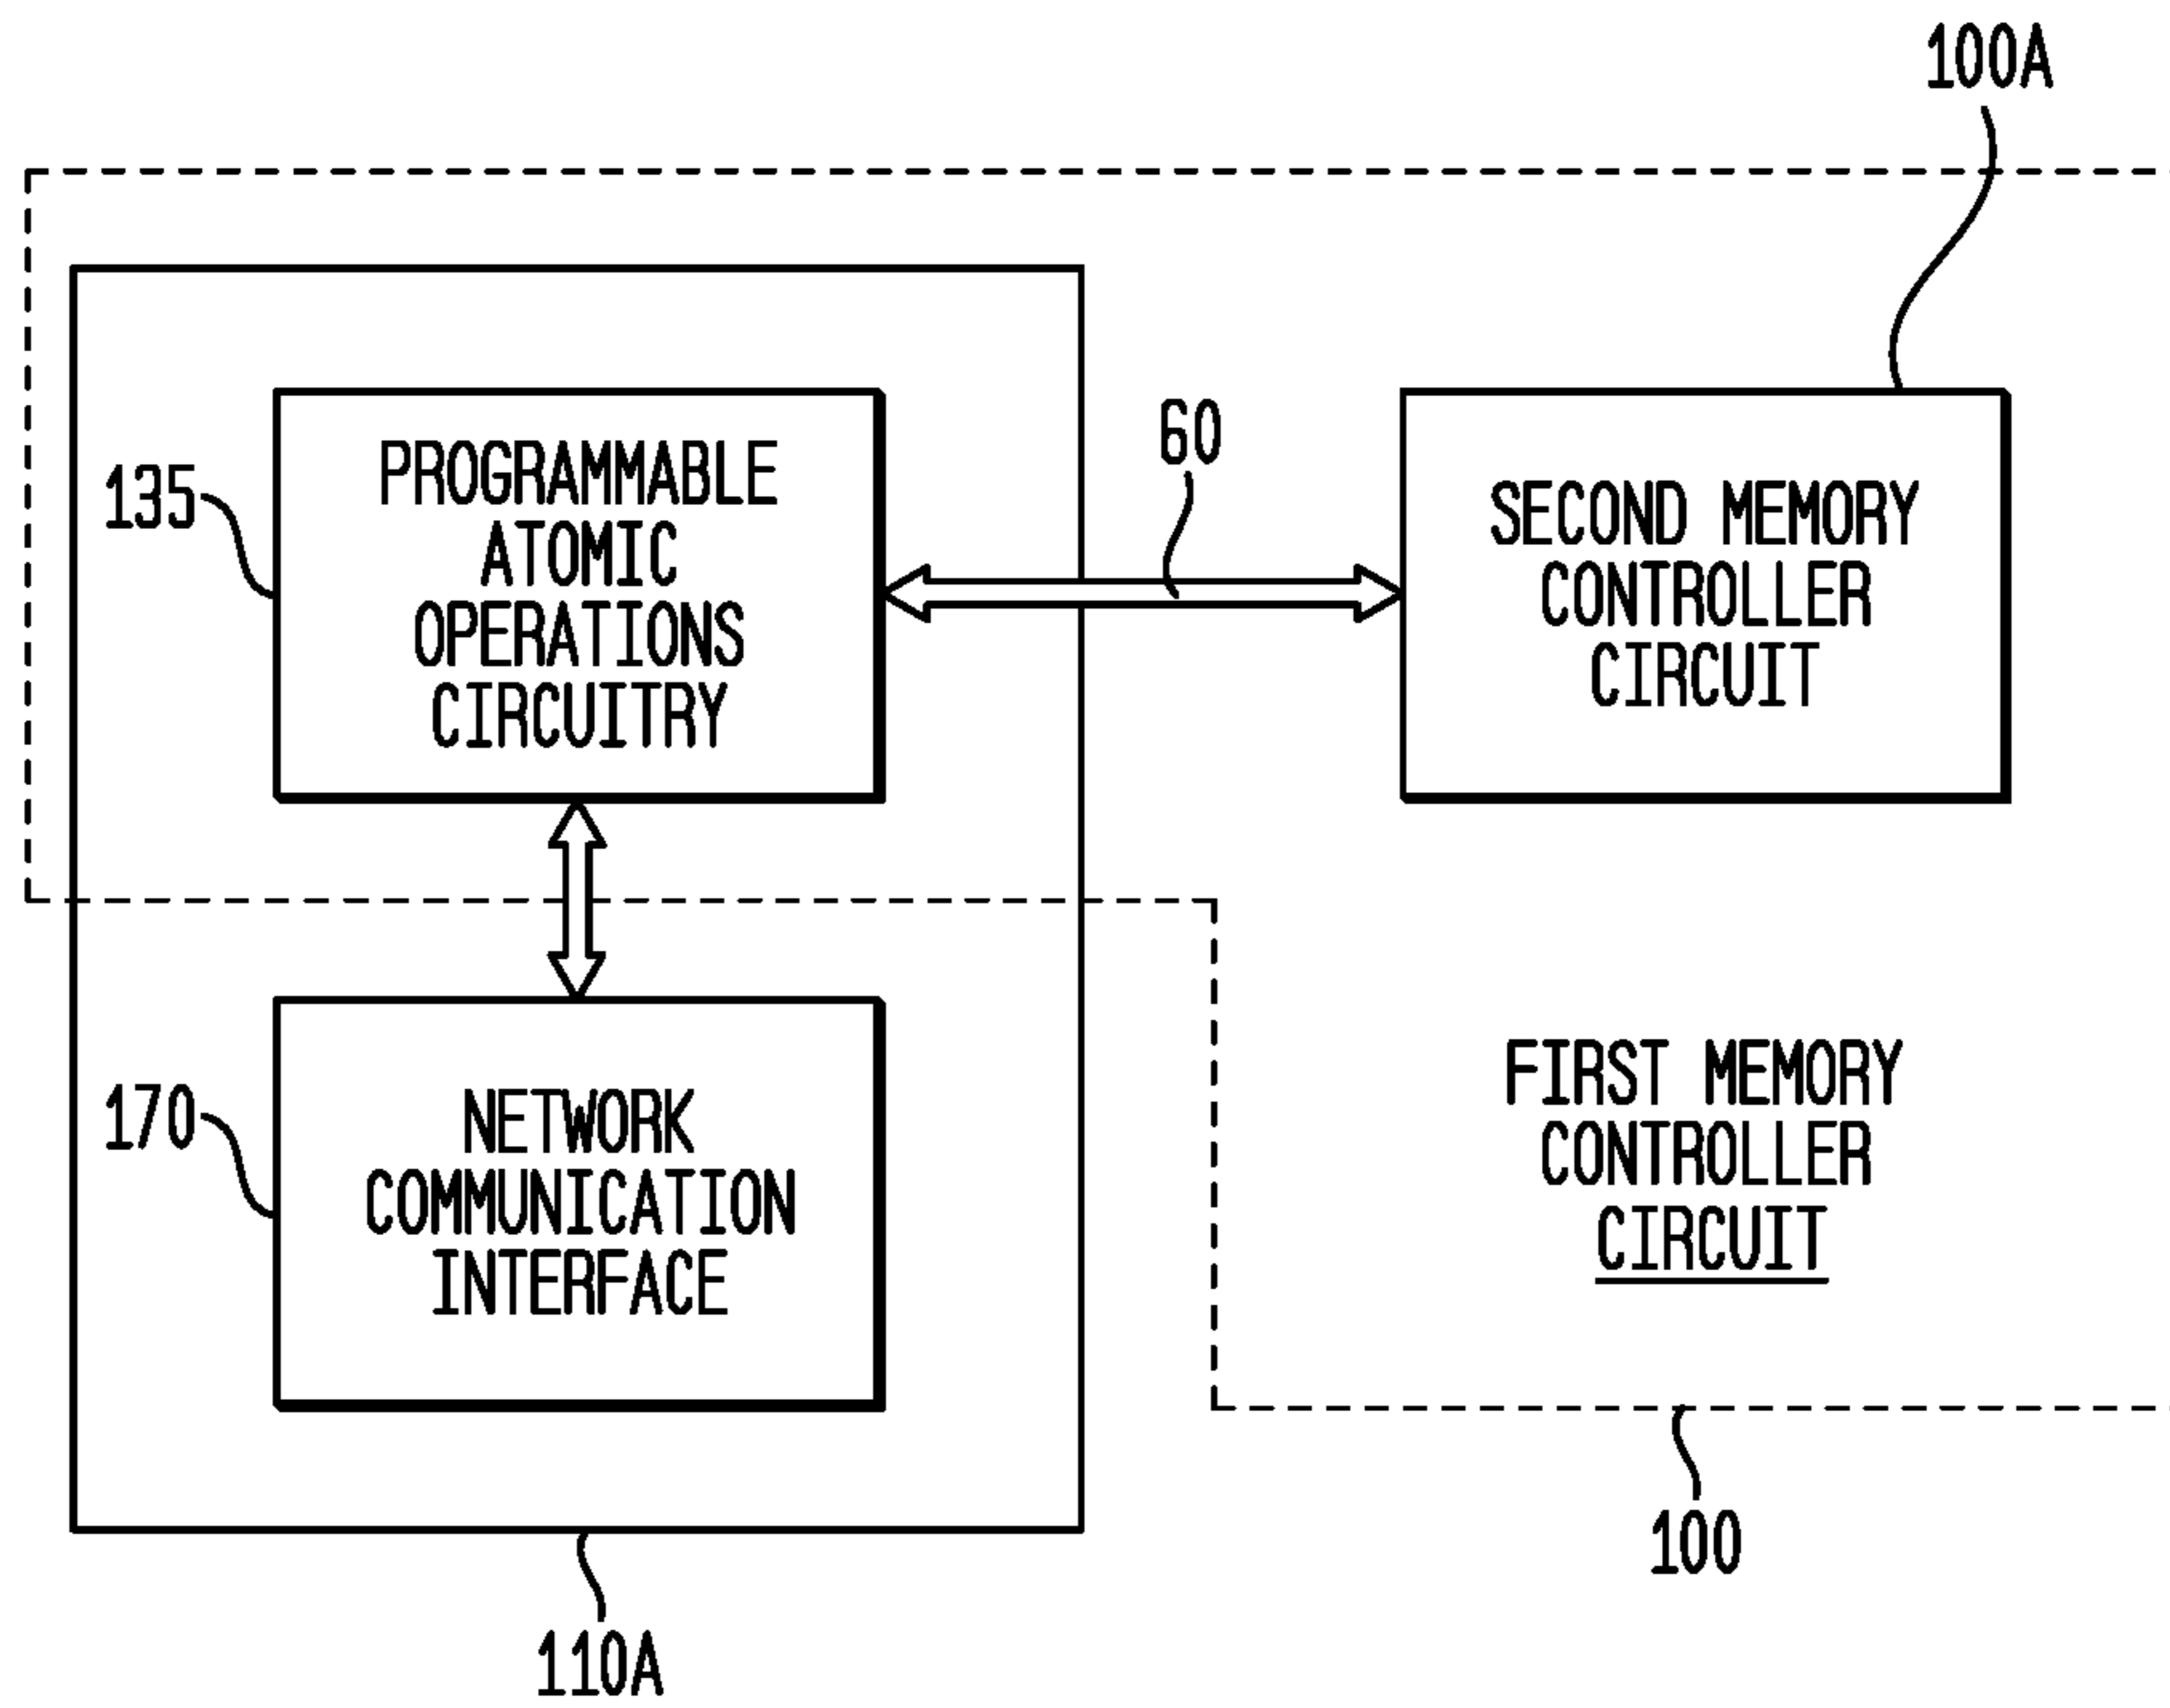 100A
60
135
PROGRAMMABLE
ATOMIC
OPERATIONS
CIRCUITRY
SECOND MEMORY
CONTROLLER
CIRCUIT
170
NETWORK
COMMUNICATION
INTERFACE
FIRST MEMORY
CONTROLLER
CIRCUIT
100
110A